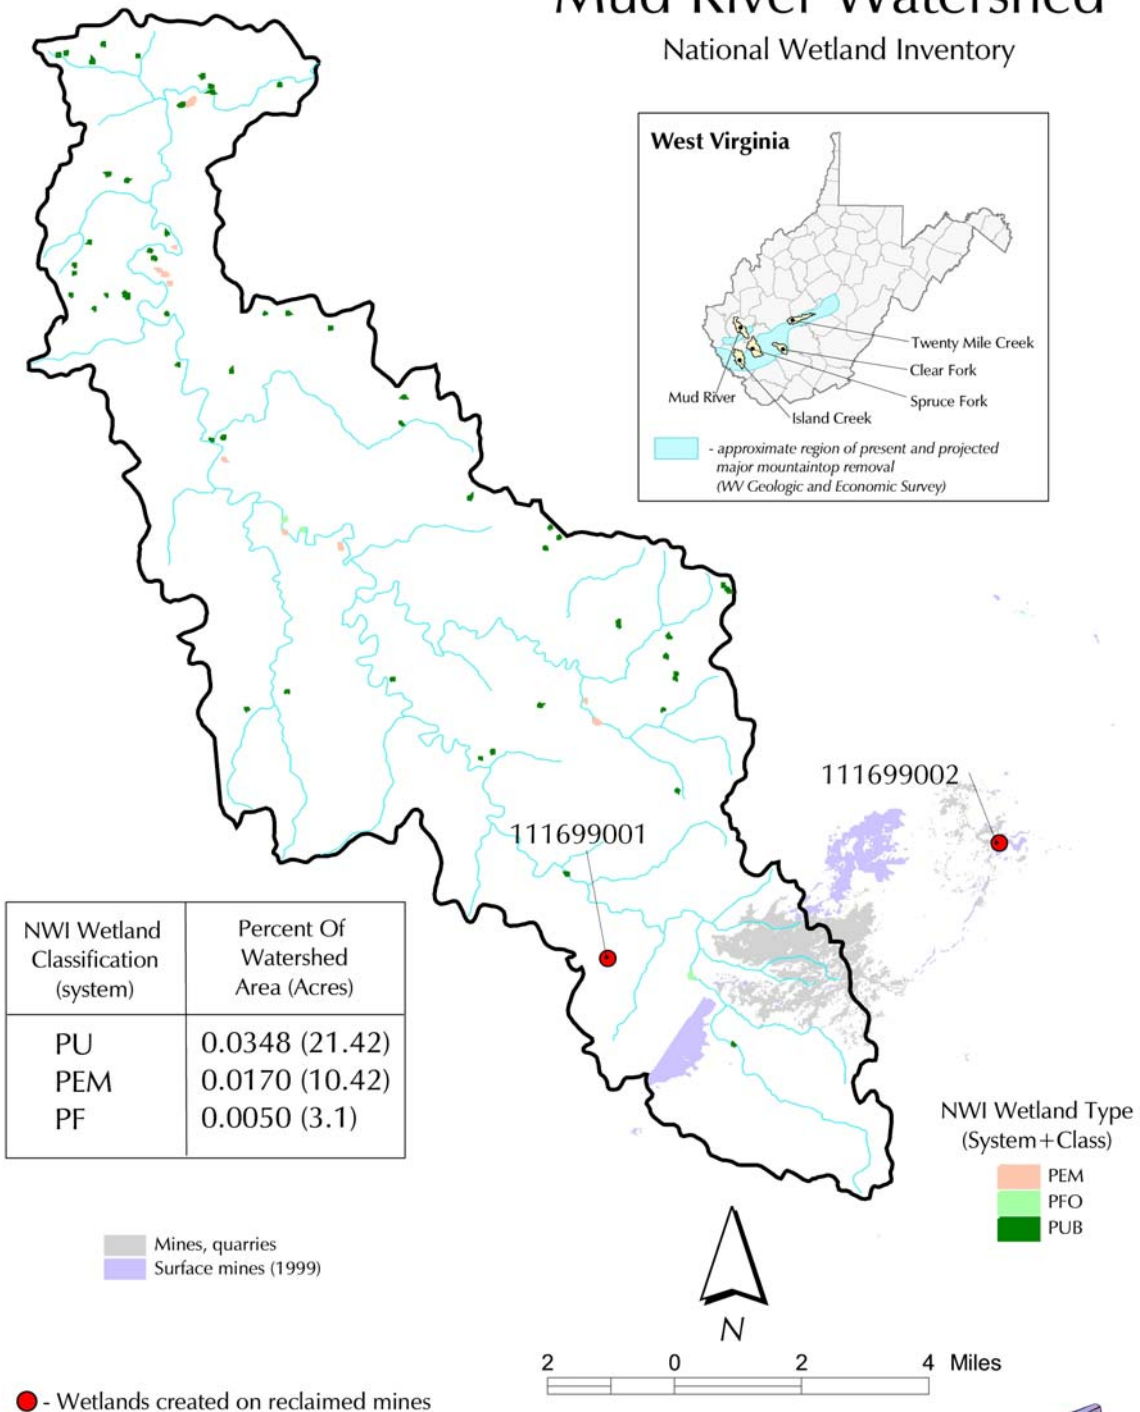 Mud River Watershed
National Wetland Inventory
West Virginia
Twenty Mile Creek
Clear Fork
Mud River
Spruce Fork
Island Creek
- approximate region of present and projected
major mountaintop removal
(WV Geologic and Economic Survey)
111699002
111699001
NWI Wetland
Classification
(system)
Percent Of
Watershed
Area (Acres)
PU 0.0348 (21.42)
PEM 0.0170 (10.42)
PF 0.0050 (3.1)
NWI Wetland Type
(System+Class)
PEM
PFO
PUB
Mines, quarries
Surface mines (1999)
N
2 0 2 4 Miles
- Wetlands created on reclaimed mines